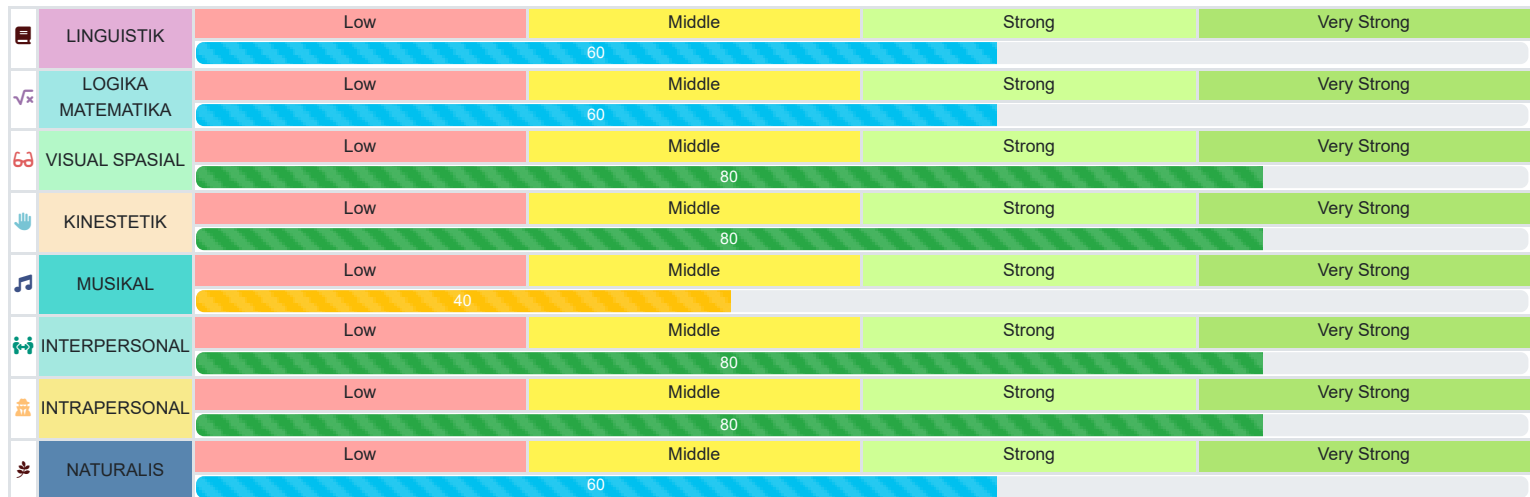 LINGUISTIK
Low Middle Strong Very Strong
60
LOGIKA
MATEMATIKA
Low Middle Strong Very Strong
60
VISUAL SPASIAL
Low Middle Strong Very Strong
80
KINESTETIK
Low Middle Strong Very Strong
80
MUSIKAL
Low Middle Strong Very Strong
40
INTERPERSONAL
Low Middle Strong Very Strong
80
INTRAPERSONAL
Low Middle Strong Very Strong
80
NATURALIS
Low Middle Strong Very Strong
60